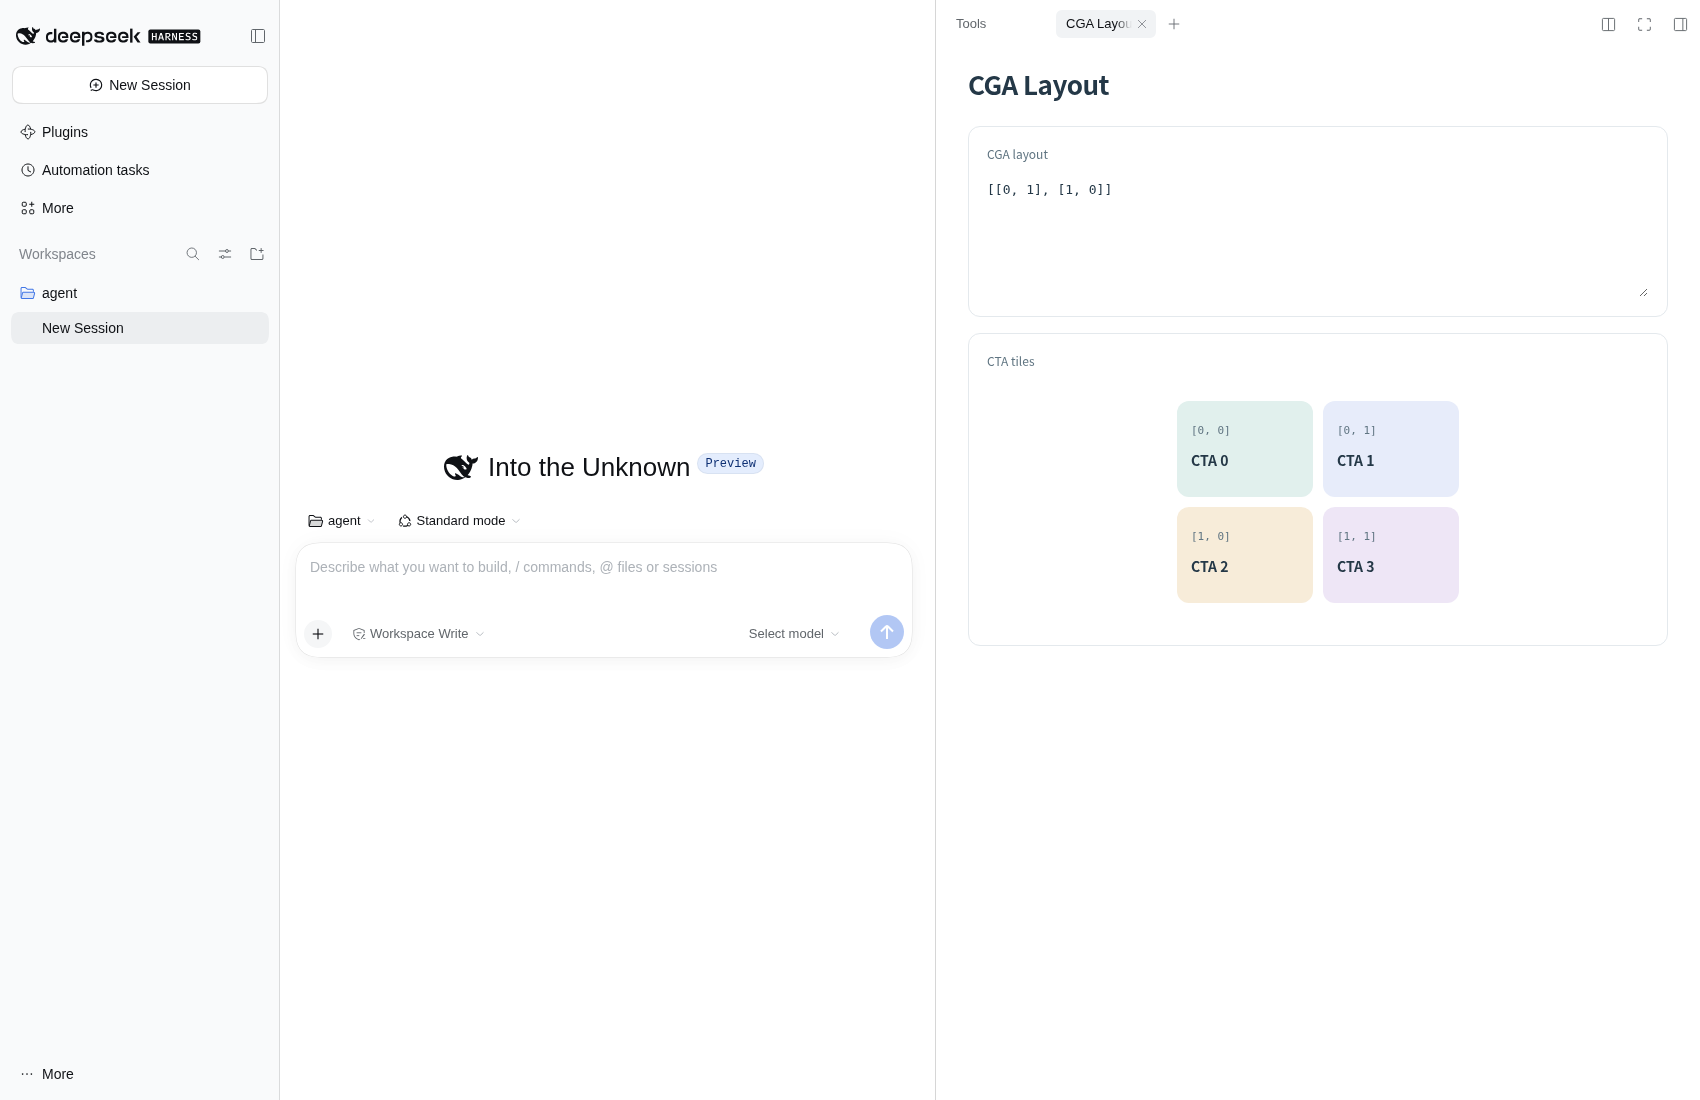 deepseek HARNESS
New Session
Plugins
Automation tasks
More
Workspaces
agent
New Session
More
Into the Unknown Preview
agent Standard mode
Describe what you want to build, / commands, @ files or sessions
Workspace Write Select model
Tools CGA Layou
CGA Layout
CGA layout
[[0, 1], [1, 0]]
CTA tiles
[0, 0] [0, 1]
CTA 0 CTA 1
[1, 0] [1, 1]
CTA 2 CTA 3